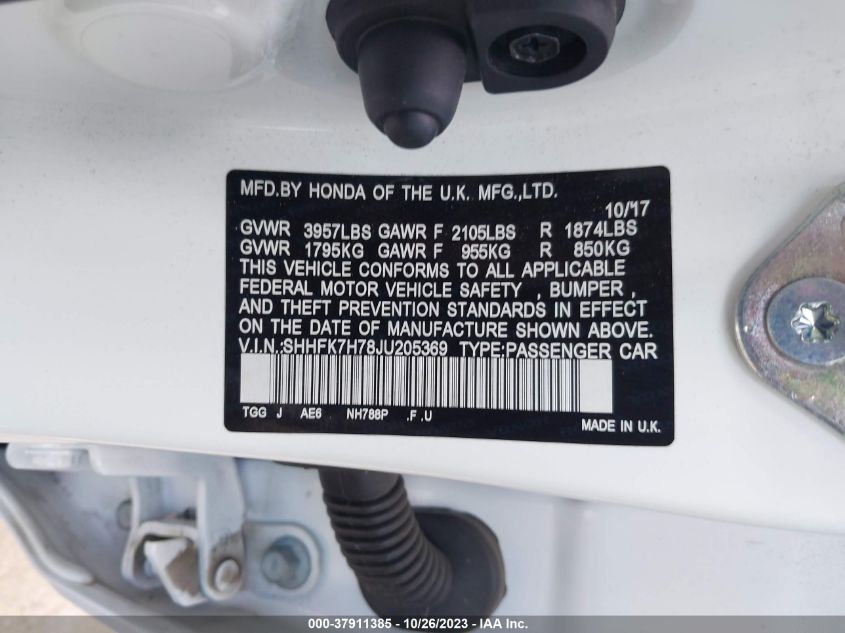 MFD.BY HONDA OF THE U.K. MFG.,LTD.
10/17
GVWR 3957LBS GAWR F 2105LBS R 1874LBS
GVWR 1795KG GAWR F 955KG R 850KG
THIS VEHICLE CONFORMS TO ALL APPLICABLE
FEDERAL MOTOR VEHICLE SAFETY , BUMPER ,
AND THEFT PREVENTION STANDARDS IN EFFECT
ON THE DATE OF MANUFACTURE SHOWN ABOVE.
V.I.N.:SHHFK7H78JU205369 TYPE:PASSENGER CAR
TGG J AE6 NH788P .F .U
MADE IN U.K.
000-37911385 - 10/26/2023 - IAA Inc.